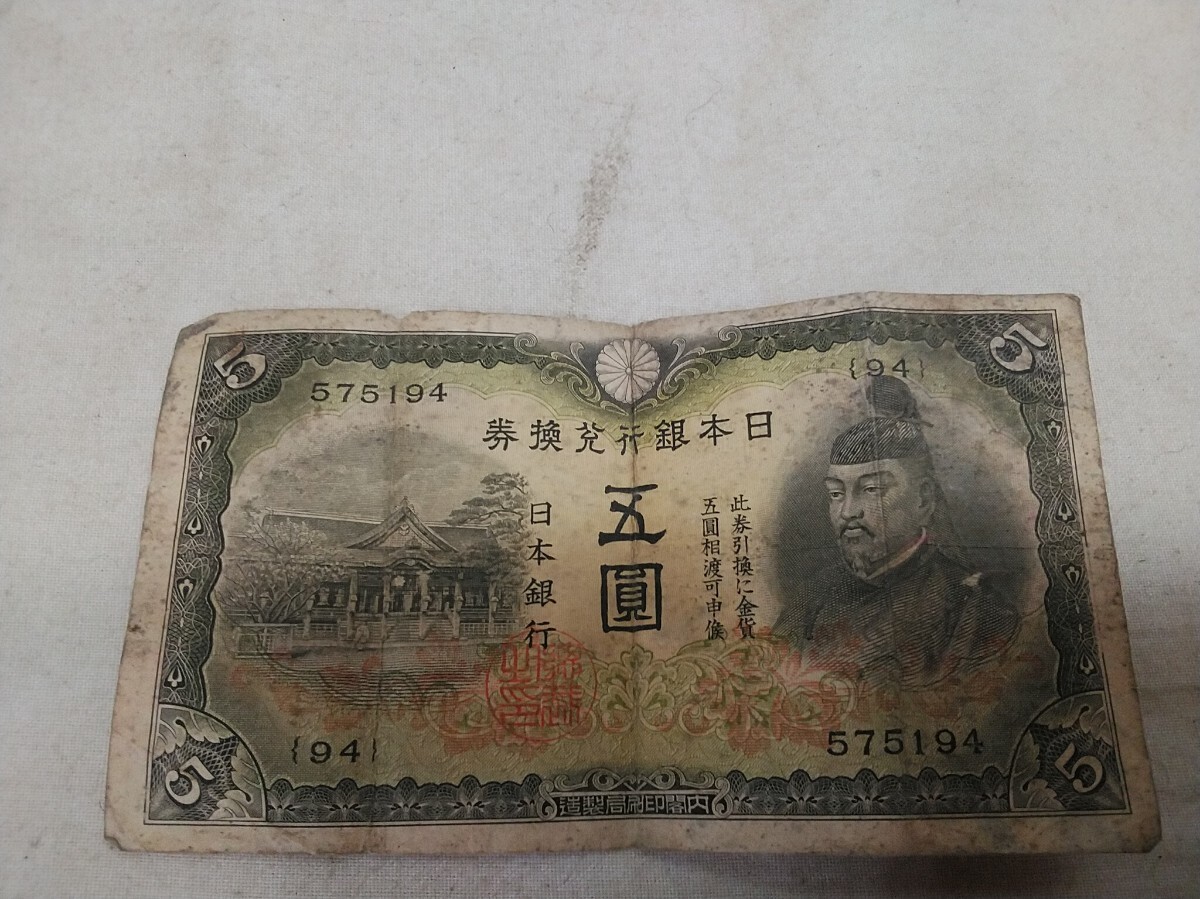 5
5
{94}
575194
日本銀行兌換券
五圓
此券引換に金貨
五圓相渡可申候
日本銀行
{94}
575194
5
5
内閣印刷局製造